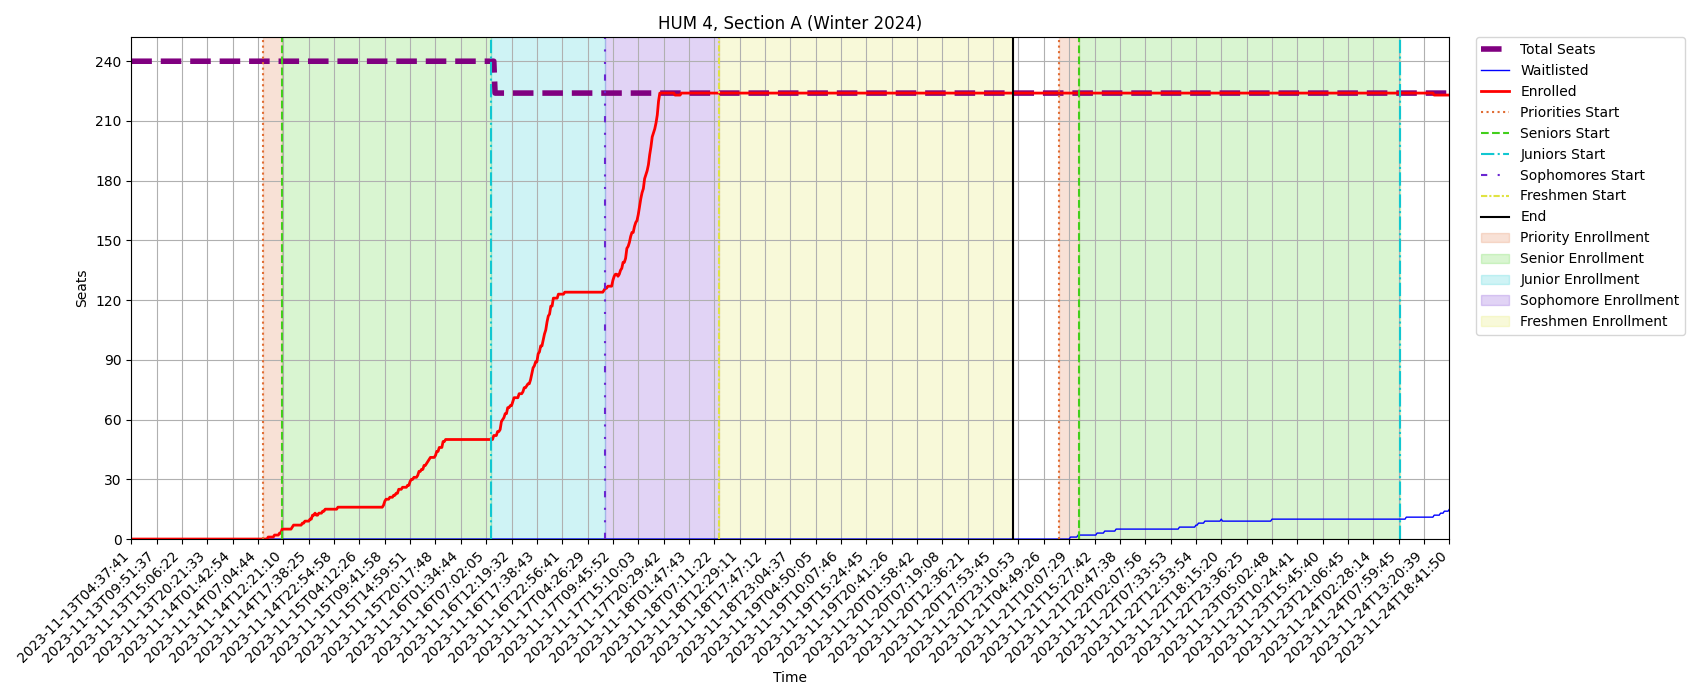 HUM 4, Section A (Winter 2024)
Seats
240
210
180
150
120
90
60
30
0
2023-11-13T04:37:41
2023-11-13T09:51:37
2023-11-13T15:06:22
2023-11-13T20:21:33
2023-11-14T01:42:54
2023-11-14T07:04:44
2023-11-14T12:21:10
2023-11-14T17:38:25
2023-11-14T22:54:58
2023-11-15T04:12:26
2023-11-15T09:41:58
2023-11-15T14:59:51
2023-11-15T20:17:48
2023-11-16T01:34:44
2023-11-16T07:02:05
2023-11-16T12:19:32
2023-11-16T17:38:43
2023-11-16T22:56:41
2023-11-17T04:26:29
2023-11-17T09:45:52
2023-11-17T15:10:03
2023-11-17T20:29:42
2023-11-18T01:47:43
2023-11-18T07:11:22
2023-11-18T12:29:11
2023-11-18T17:47:12
2023-11-18T23:04:37
2023-11-19T04:50:05
2023-11-19T10:07:46
2023-11-19T15:24:45
2023-11-19T20:41:26
2023-11-20T01:58:42
2023-11-20T07:19:08
2023-11-20T12:36:21
2023-11-20T17:53:45
2023-11-20T23:10:53
2023-11-21T04:49:26
2023-11-21T10:07:29
2023-11-21T15:27:42
2023-11-21T20:47:38
2023-11-22T02:07:56
2023-11-22T07:33:53
2023-11-22T12:53:54
2023-11-22T18:15:20
2023-11-22T23:36:25
2023-11-23T05:02:48
2023-11-23T10:24:41
2023-11-23T15:45:40
2023-11-23T21:06:45
2023-11-24T02:28:14
2023-11-24T07:59:45
2023-11-24T13:20:39
2023-11-24T18:41:50
Time
Total Seats
Waitlisted
Enrolled
Priorities Start
Seniors Start
Juniors Start
Sophomores Start
Freshmen Start
End
Priority Enrollment
Senior Enrollment
Junior Enrollment
Sophomore Enrollment
Freshmen Enrollment